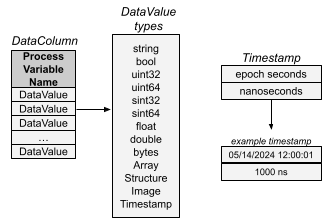 DataColumn
Process
Variable
Name
DataValue
DataValue
DataValue
...
DataValue
DataValue
types
string
bool
uint32
uint64
sint32
sint64
float
double
bytes
Array
Structure
Image
Timestamp
Timestamp
epoch seconds
nanoseconds
example timestamp
05/14/2024 12:00:01
1000 ns